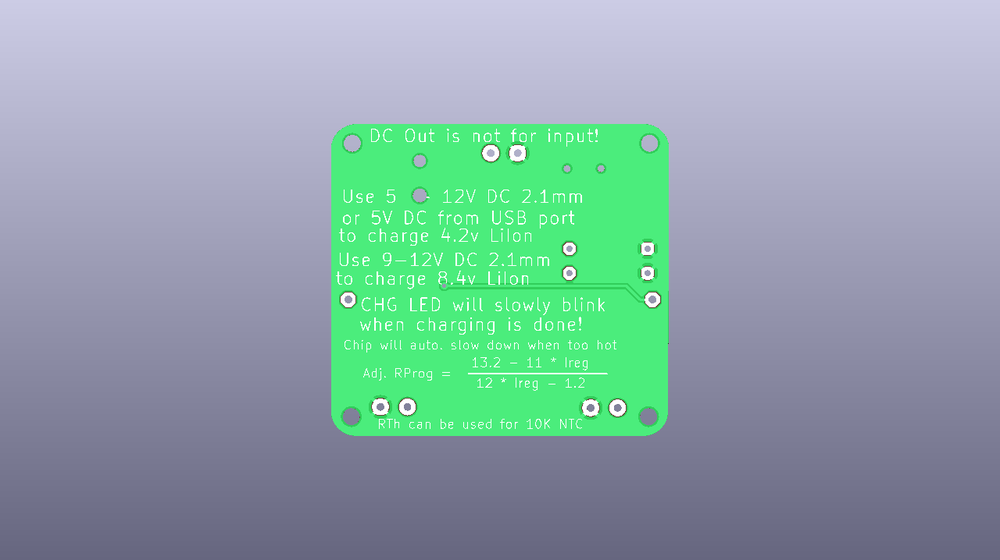 DC Out is not for input!
Use 5 - 12V DC 2.1mm
or 5V DC from USB port
to charge 4.2v LiIon
Use 9-12V DC 2.1mm
to charge 8.4v LiIon
CHG LED will slowly blink
when charging is done!
Chip will auto. slow down when too hot
13.2 - 11 * Ireg
Adj. RProg =
12 * Ireg - 1.2
RTh can be used for 10K NTC